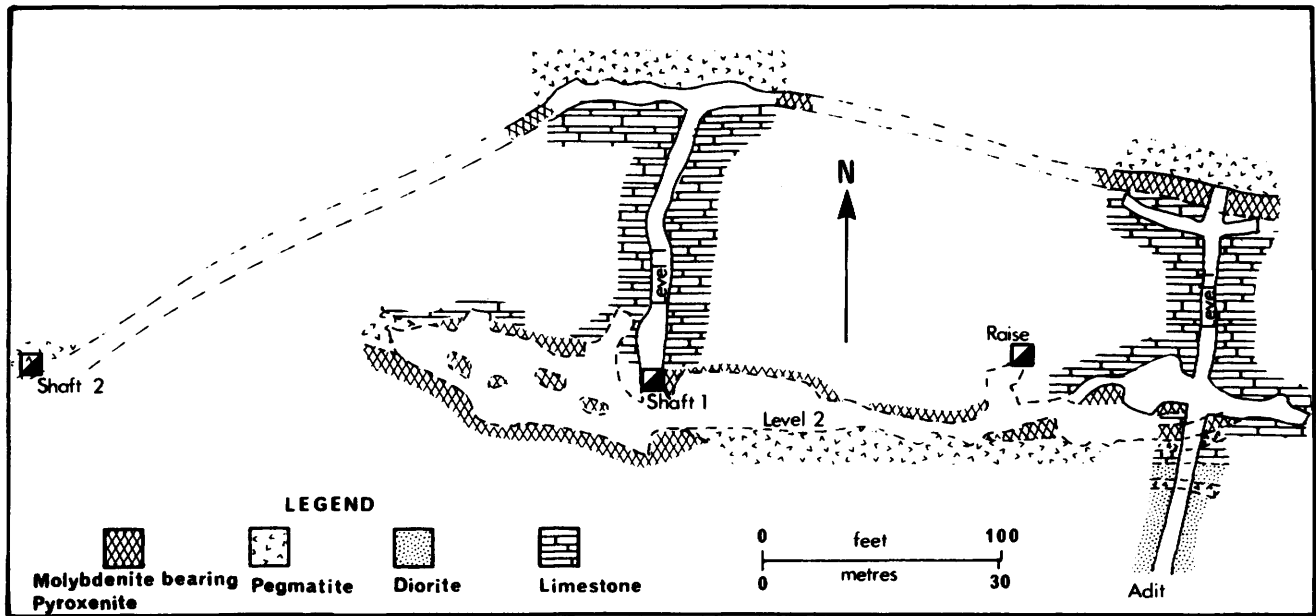 N
Level 1
Level 1
Raise
Shaft 2
Shaft 1
Level 2
LEGEND
Molybdenite bearing
Pyroxenite
Pegmatite
Diorite
Limestone
0 feet 100
0 metres 30
Adit